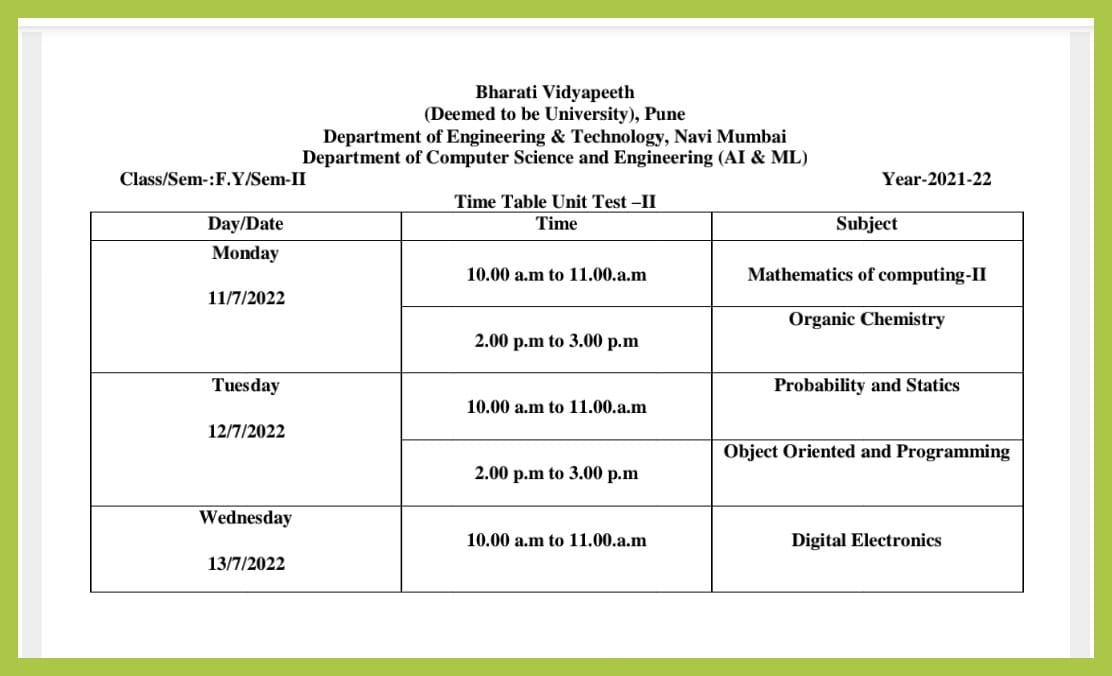 Bharati Vidyapeeth
(Deemed to be University), Pune
Department of Engineering & Technology, Navi Mumbai
Department of Computer Science and Engineering (AI & ML)
Class/Sem-:F.Y/Sem-II Year-2021-22
Time Table Unit Test –II
Day/Date Time Subject
Monday
11/7/2022
10.00 a.m to 11.00.a.m Mathematics of computing-II
2.00 p.m to 3.00 p.m Organic Chemistry
Tuesday
12/7/2022
10.00 a.m to 11.00.a.m Probability and Statics
2.00 p.m to 3.00 p.m Object Oriented and Programming
Wednesday
13/7/2022
10.00 a.m to 11.00.a.m Digital Electronics